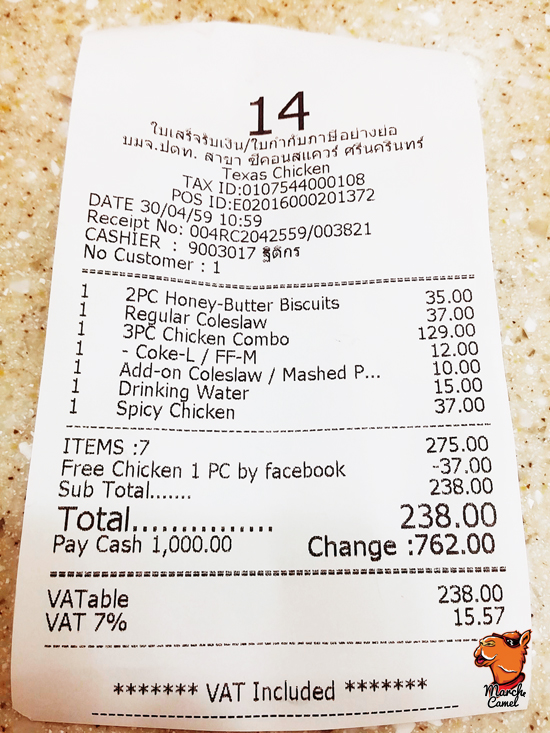 14
ใบเสร็จรับเงิน/ใบกำกับภาษีอย่างย่อ
บมจ.ปตท. สาขา ซีคอนสแควร์ ศรีนครินทร์
Texas Chicken
TAX ID:0107544000108
POS ID:E02016000201372
DATE 30/04/59 10:59
Receipt No: 004RC2042559/003821
CASHIER : 9003017 ฐิติกร
No Customer : 1
1 2PC Honey-Butter Biscuits 35.00
1 Regular Coleslaw 37.00
1 3PC Chicken Combo 129.00
1 - Coke-L / FF-M 12.00
1 Add-on Coleslaw / Mashed P... 10.00
1 Drinking Water 15.00
1 Spicy Chicken 37.00
ITEMS :7 275.00
Free Chicken 1 PC by facebook -37.00
Sub Total....... 238.00
Total............... 238.00
Pay Cash 1,000.00 Change :762.00
VATable 238.00
VAT 7% 15.57
******* VAT Included *******
March
Camel